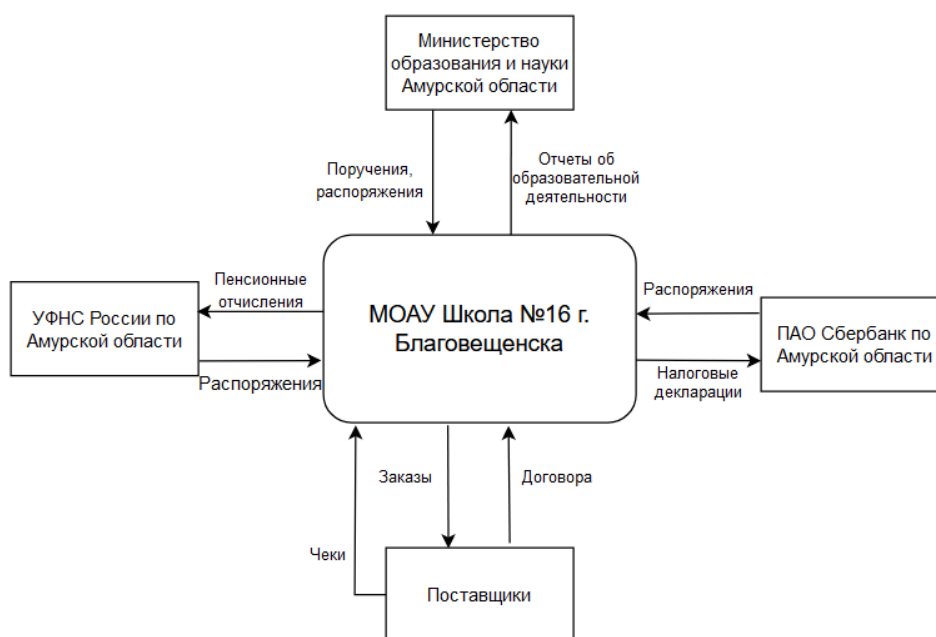 Министерство
образования и науки
Амурской области
Поручения,
распоряжения
Отчеты об
образовательной
деятельности
УФНС России по
Амурской области
Пенсионные
отчисления
Распоряжения
МОАУ Школа №16 г.
Благовещенска
Распоряжения
Налоговые
декларации
ПАО Сбербанк по
Амурской области
Чеки
Заказы
Договора
Поставщики